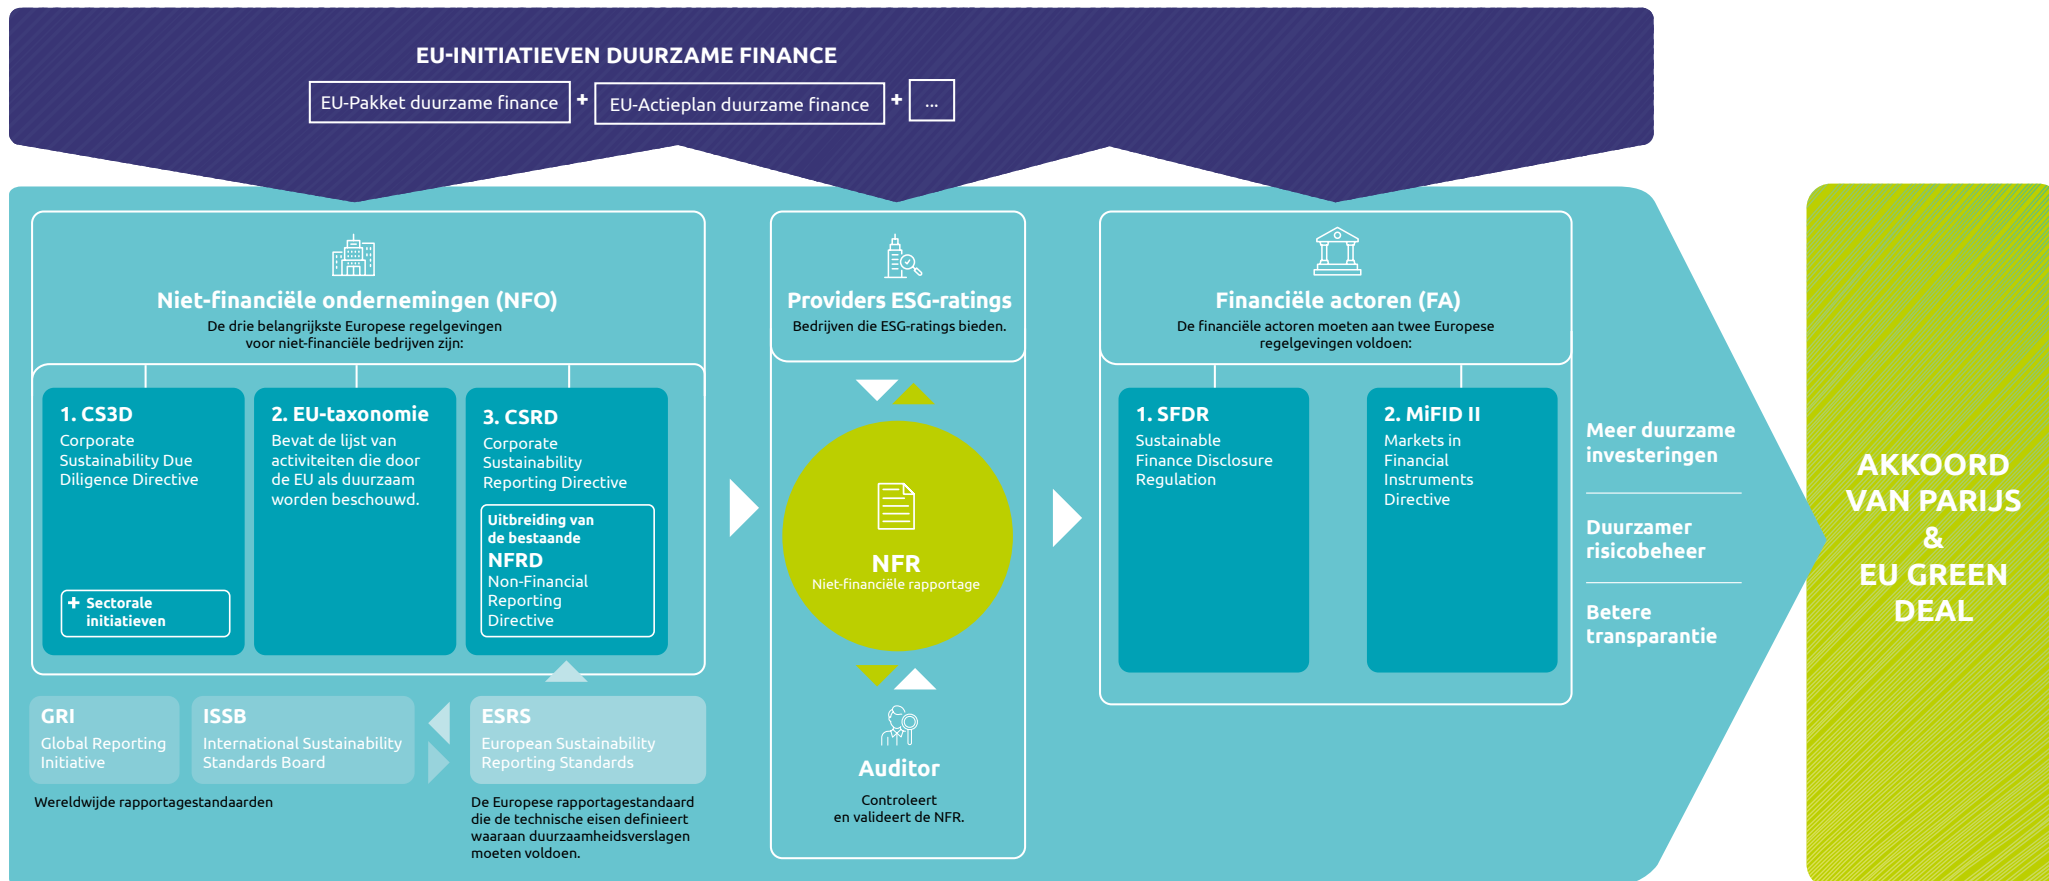 EU-INITIATIEVEN DUURZAME FINANCE
EU-Pakket duurzame finance + EU-Actieplan duurzame finance + ...
Niet-financiële ondernemingen (NFO)
De drie belangrijkste Europese regelgevingen
voor niet-financiële bedrijven zijn:
1. CS3D
Corporate
Sustainability Due
Diligence Directive
+ Sectorale
initiatieven
2. EU-taxonomie
Bevat de lijst van
activiteiten die door
de EU als duurzaam
worden beschouwd.
3. CSRD
Corporate
Sustainability
Reporting Directive
Uitbreiding van
de bestaande
NFRD
Non-Financial
Reporting
Directive
GRI
Global Reporting
Initiative
ISSB
International Sustainability
Standards Board
Wereldwijde rapportagestandaarden
ESRS
European Sustainability
Reporting Standards
De Europese rapportagestandaard
die de technische eisen definieert
waaraan duurzaamheidsverslagen
moeten voldoen.
Providers ESG-ratings
Bedrijven die ESG-ratings bieden.
NFR
Niet-financiële rapportage
Auditor
Controleert
en valideert de NFR.
Financiële actoren (FA)
De financiële actoren moeten aan twee Europese
regelgevingen voldoen:
1. SFDR
Sustainable
Finance Disclosure
Regulation
2. MiFID II
Markets in
Financial
Instruments
Directive
Meer duurzame
investeringen
Duurzamer
risicobeheer
Betere
transparantie
AKKOORD
VAN PARIJS
&
EU GREEN
DEAL